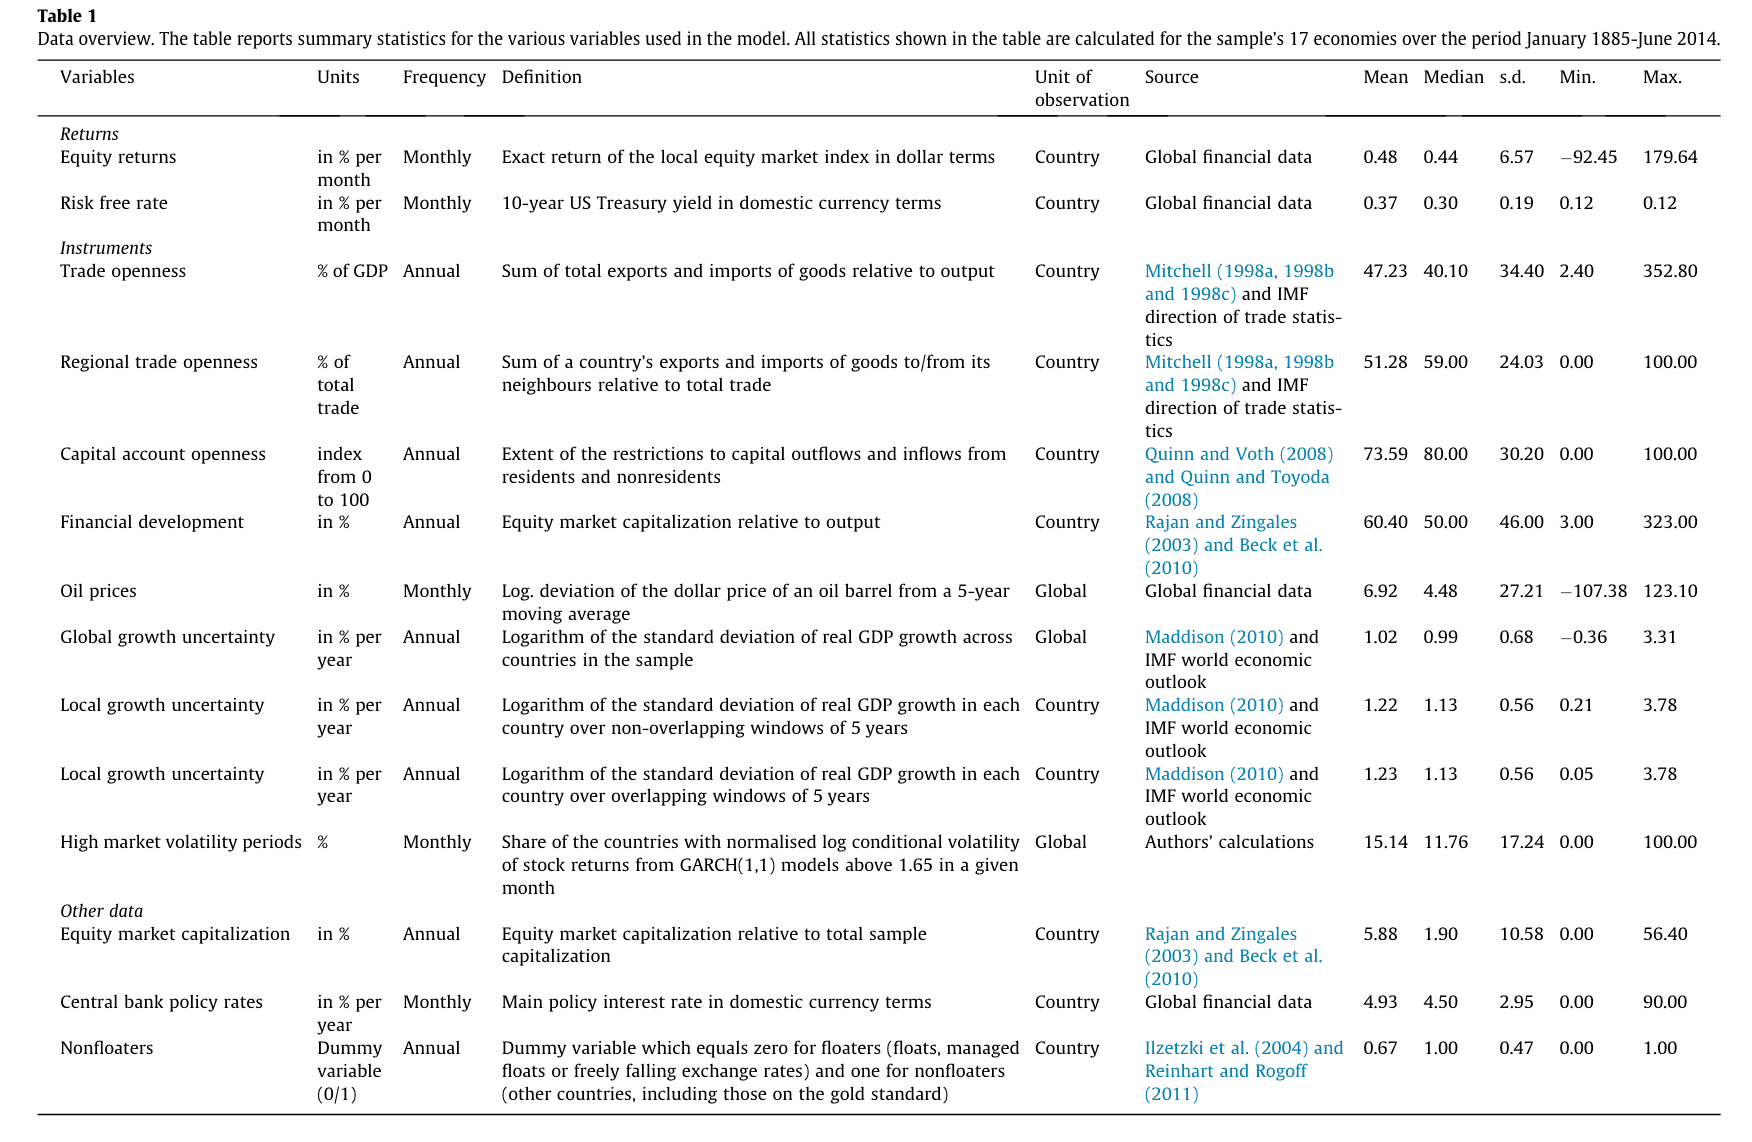 Table 1
Data overview. The table reports summary statistics for the various variables used in the model. All statistics shown in the table are calculated for the sample's 17 economies over the period January 1885-June 2014.
Variables Units Frequency Definition Unit of observation Source Mean Median s.d. Min. Max.
Returns
Equity returns in % per month Monthly Exact return of the local equity market index in dollar terms Country Global financial data 0.48 0.44 6.57 −92.45 179.64
Risk free rate in % per month Monthly 10-year US Treasury yield in domestic currency terms Country Global financial data 0.37 0.30 0.19 0.12 0.12
Instruments
Trade openness % of GDP Annual Sum of total exports and imports of goods relative to output Country Mitchell (1998a, 1998b and 1998c) and IMF direction of trade statis-tics 47.23 40.10 34.40 2.40 352.80
Regional trade openness % of total trade Annual Sum of a country's exports and imports of goods to/from its neighbours relative to total trade Country Mitchell (1998a, 1998b and 1998c) and IMF direction of trade statis-tics 51.28 59.00 24.03 0.00 100.00
Capital account openness index from 0 to 100 Annual Extent of the restrictions to capital outflows and inflows from residents and nonresidents Country Quinn and Voth (2008) and Quinn and Toyoda (2008) 73.59 80.00 30.20 0.00 100.00
Financial development in % Annual Equity market capitalization relative to output Country Rajan and Zingales (2003) and Beck et al. (2010) 60.40 50.00 46.00 3.00 323.00
Oil prices in % Monthly Log. deviation of the dollar price of an oil barrel from a 5-year moving average Global Global financial data 6.92 4.48 27.21 −107.38 123.10
Global growth uncertainty in % per year Annual Logarithm of the standard deviation of real GDP growth across countries in the sample Global Maddison (2010) and IMF world economic outlook 1.02 0.99 0.68 −0.36 3.31
Local growth uncertainty in % per year Annual Logarithm of the standard deviation of real GDP growth in each country over non-overlapping windows of 5 years Country Maddison (2010) and IMF world economic outlook 1.22 1.13 0.56 0.21 3.78
Local growth uncertainty in % per year Annual Logarithm of the standard deviation of real GDP growth in each country over overlapping windows of 5 years Country Maddison (2010) and IMF world economic outlook 1.23 1.13 0.56 0.05 3.78
High market volatility periods % Monthly Share of the countries with normalised log conditional volatility of stock returns from GARCH(1,1) models above 1.65 in a given month Global Authors' calculations 15.14 11.76 17.24 0.00 100.00
Other data
Equity market capitalization in % Annual Equity market capitalization relative to total sample capitalization Country Rajan and Zingales (2003) and Beck et al. (2010) 5.88 1.90 10.58 0.00 56.40
Central bank policy rates in % per year Monthly Main policy interest rate in domestic currency terms Country Global financial data 4.93 4.50 2.95 0.00 90.00
Nonfloaters Dummy variable (0/1) Annual Dummy variable which equals zero for floaters (floats, managed floats or freely falling exchange rates) and one for nonfloaters (other countries, including those on the gold standard) Country Ilzetzki et al. (2004) and Reinhart and Rogoff (2011) 0.67 1.00 0.47 0.00 1.00